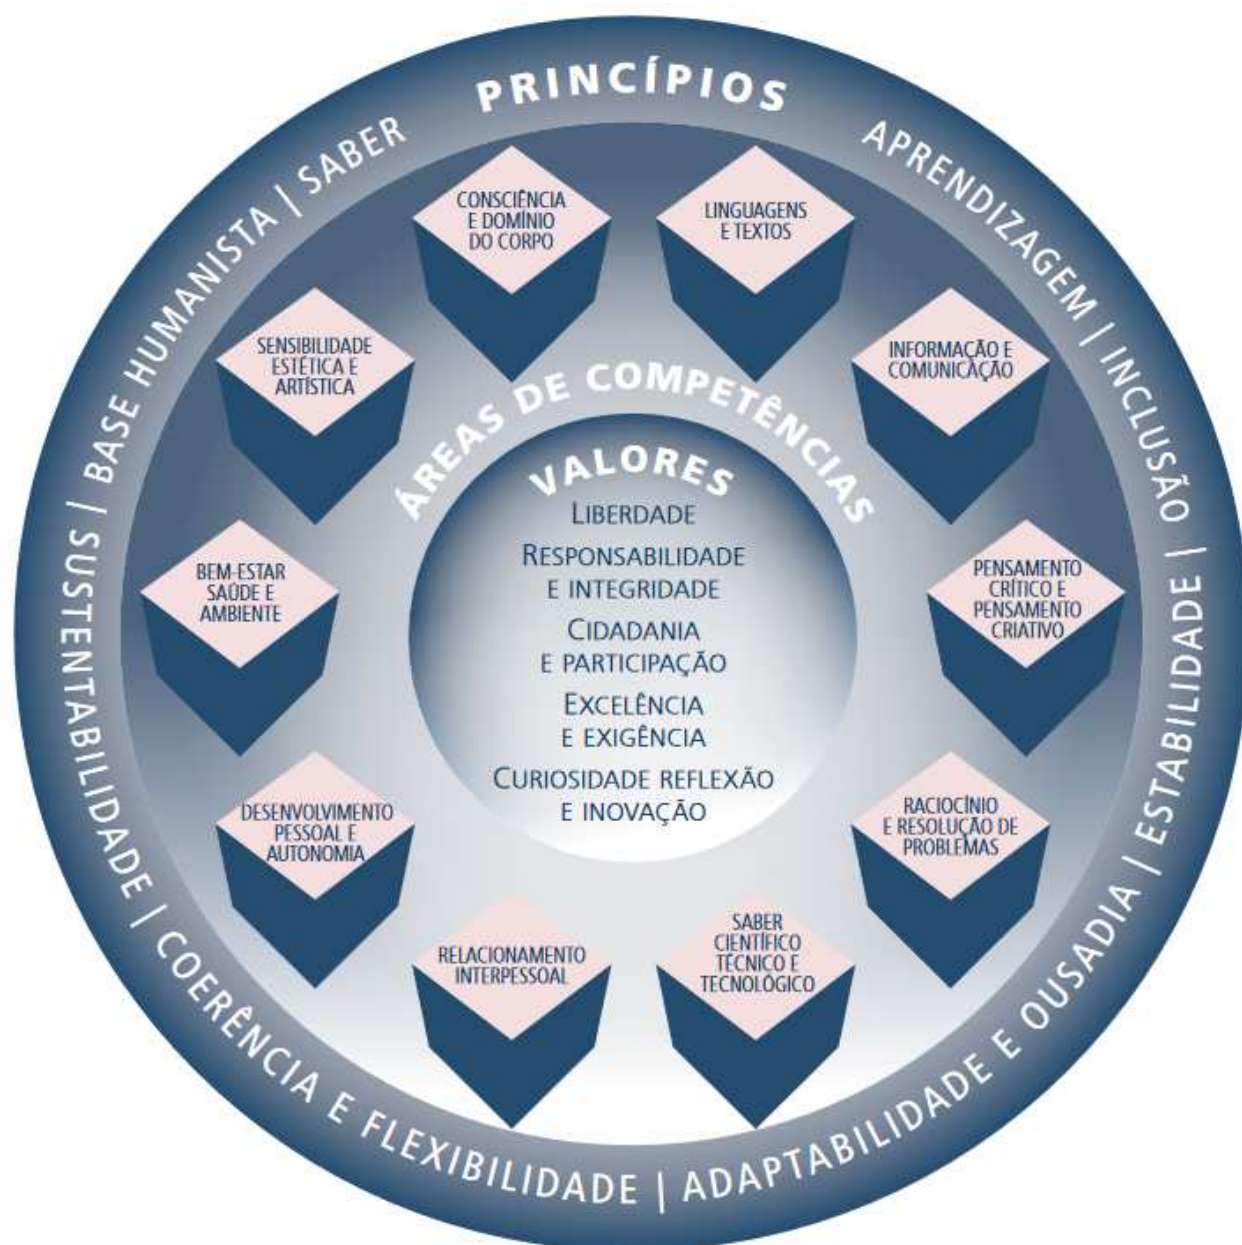 PRINCÍPIOS
APRENDIZAGEM | INCLUSÃO | ESTABILIDADE | ADAPTABILIDADE E OUSADIA | COERÊNCIA E FLEXIBILIDADE | SUSTENTABILIDADE | BASE HUMANISTA | SABER
ÁREAS DE COMPETÊNCIAS
LINGUAGENS
E TEXTOS
INFORMAÇÃO E
COMUNICAÇÃO
PENSAMENTO
CRÍTICO E
PENSAMENTO
CRIATIVO
RACIOCÍNIO
E RESOLUÇÃO DE
PROBLEMAS
SABER
CIENTÍFICO
TÉCNICO E
TECNOLÓGICO
RELACIONAMENTO
INTERPESSOAL
DESENVOLVIMENTO
PESSOAL E
AUTONOMIA
BEM-ESTAR
SAÚDE E
AMBIENTE
SENSIBILIDADE
ESTÉTICA E
ARTÍSTICA
CONSCIÊNCIA
E DOMÍNIO
DO CORPO
VALORES
LIBERDADE
RESPONSABILIDADE
E INTEGRIDADE
CIDADANIA
E PARTICIPAÇÃO
EXCELÊNCIA
E EXIGÊNCIA
CURIOSIDADE REFLEXÃO
E INOVAÇÃO